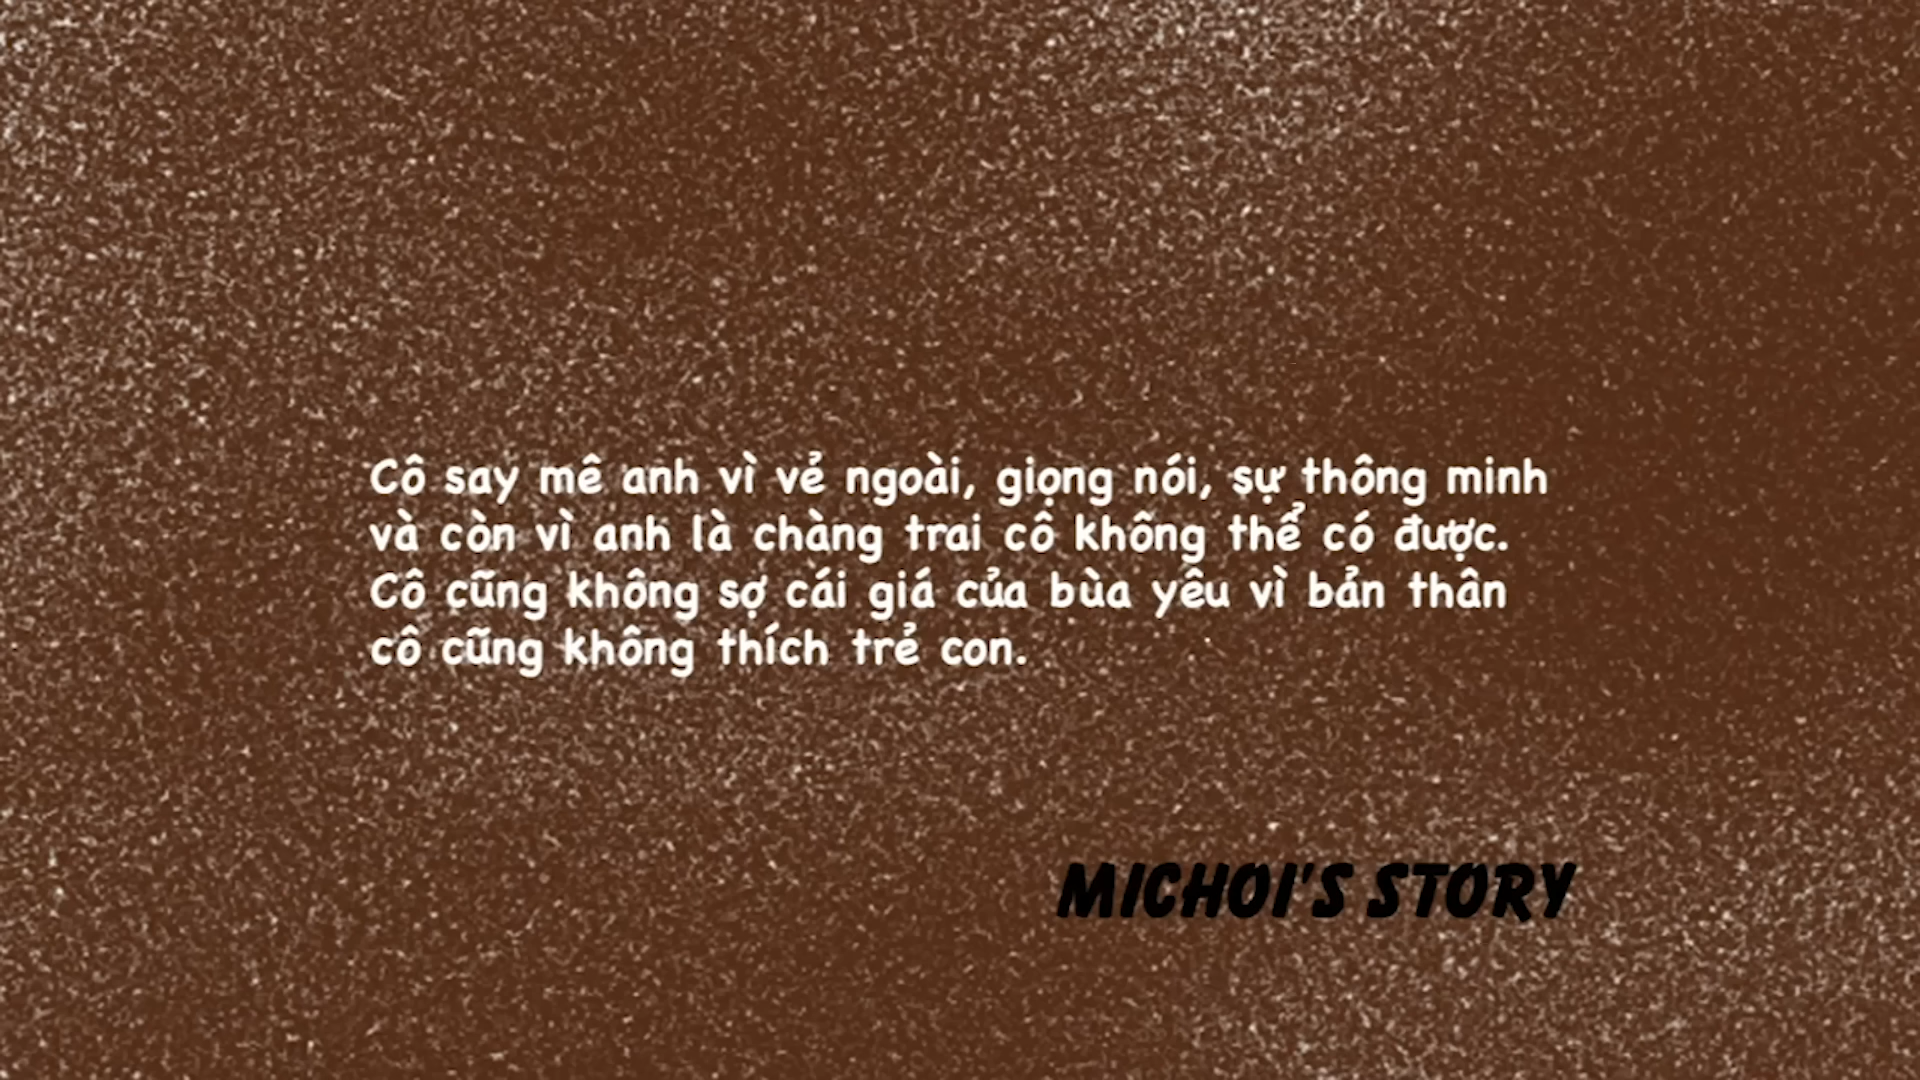 Cô say mê anh vì vẻ ngoài, giọng nói, sự thông minh
và còn vì anh là chàng trai cô không thể có được.
Cô cũng không sợ cái giá của bùa yêu vì bản thân
cô cũng không thích trẻ con.
MICHOI'S STORY